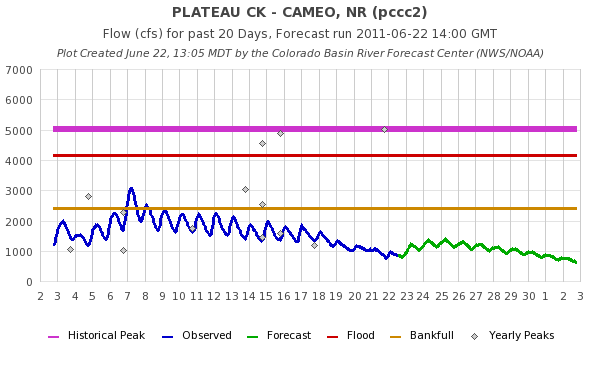 PLATEAU CK - CAMEO, NR (pccc2)
Flow (cfs) for past 20 Days, Forecast run 2011-06-22 14:00 GMT
Plot Created June 22, 13:05 MDT by the Colorado Basin River Forecast Center (NWS/NOAA)
7000
6000
5000
4000
3000
2000
1000
0
2 3 4 5 6 7 8 9 10 11 12 13 14 15 16 17 18 19 20 21 22 23 24 25 26 27 28 29 30 1 2 3
Historical Peak Observed Forecast Flood Bankfull Yearly Peaks